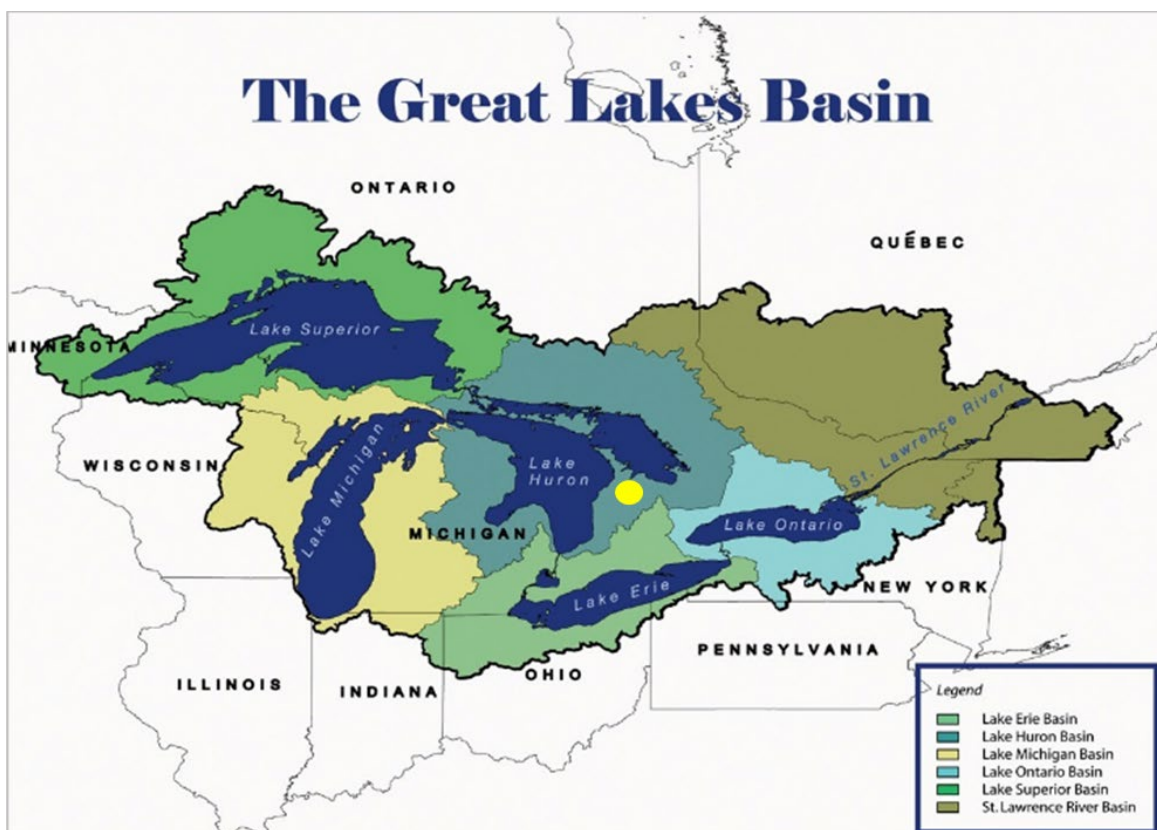 The Great Lakes Basin
ONTARIO
QUÉBEC
Lake Superior
MINNESOTA
St. Lawrence River
WISCONSIN
Lake Michigan
Lake
Huron
MICHIGAN
Lake Ontario
Lake Erie
NEW YORK
PENNSYLVANIA
OHIO
ILLINOIS
INDIANA
Legend
Lake Erie Basin
Lake Huron Basin
Lake Michigan Basin
Lake Ontario Basin
Lake Superior Basin
St. Lawrence River Basin